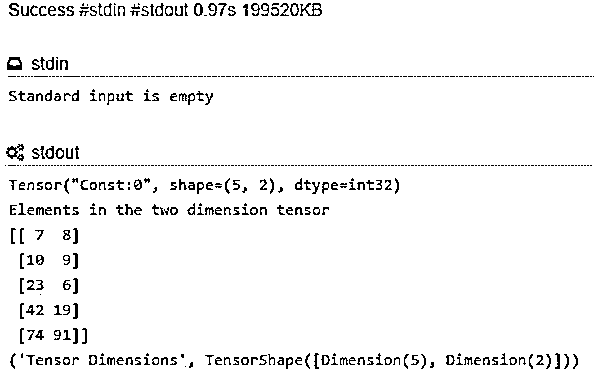 Success #stdin #stdout 0.97s 199520KB
stdin
Standard input is empty
stdout
Tensor("Const:0", shape=(5, 2), dtype=int32)
Elements in the two dimension tensor
[[ 7  8]
 [10  9]
 [23  6]
 [42 19]
 [74 91]]
('Tensor Dimensions', TensorShape([Dimension(5), Dimension(2)]))